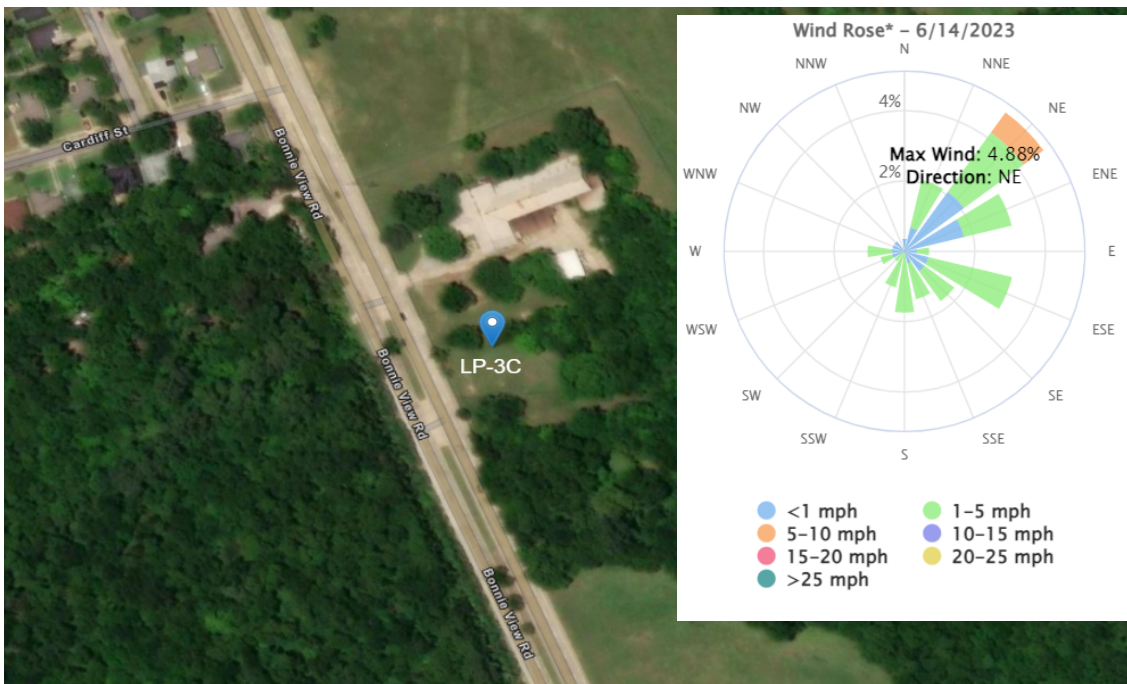 Cardiff St
Bonnie View Rd
Bonnie View Rd
Bonnie View Rd
LP-3C
Wind Rose* – 6/14/2023
N
NNW
NNE
NW
NE
4%
Max Wind: 4.88%
2%
Direction: NE
WNW
ENE
W
E
WSW
ESE
SW
SE
SSW
SSE
S
<1 mph
1–5 mph
5–10 mph
10–15 mph
15–20 mph
20–25 mph
>25 mph